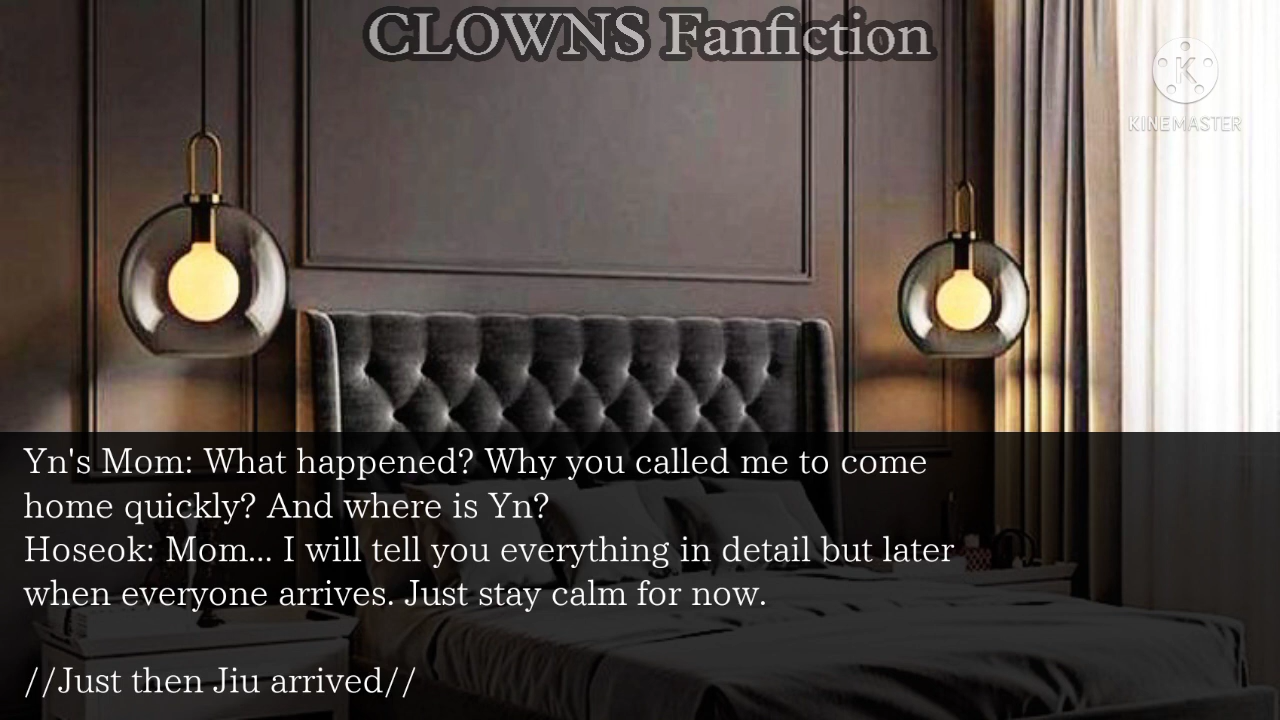 CLOWNS Fanfiction
K
KINEMASTER
Yn's Mom: What happened? Why you called me to come
home quickly? And where is Yn?
Hoseok: Mom... I will tell you everything in detail but later
when everyone arrives. Just stay calm for now.
//Just then Jiu arrived//